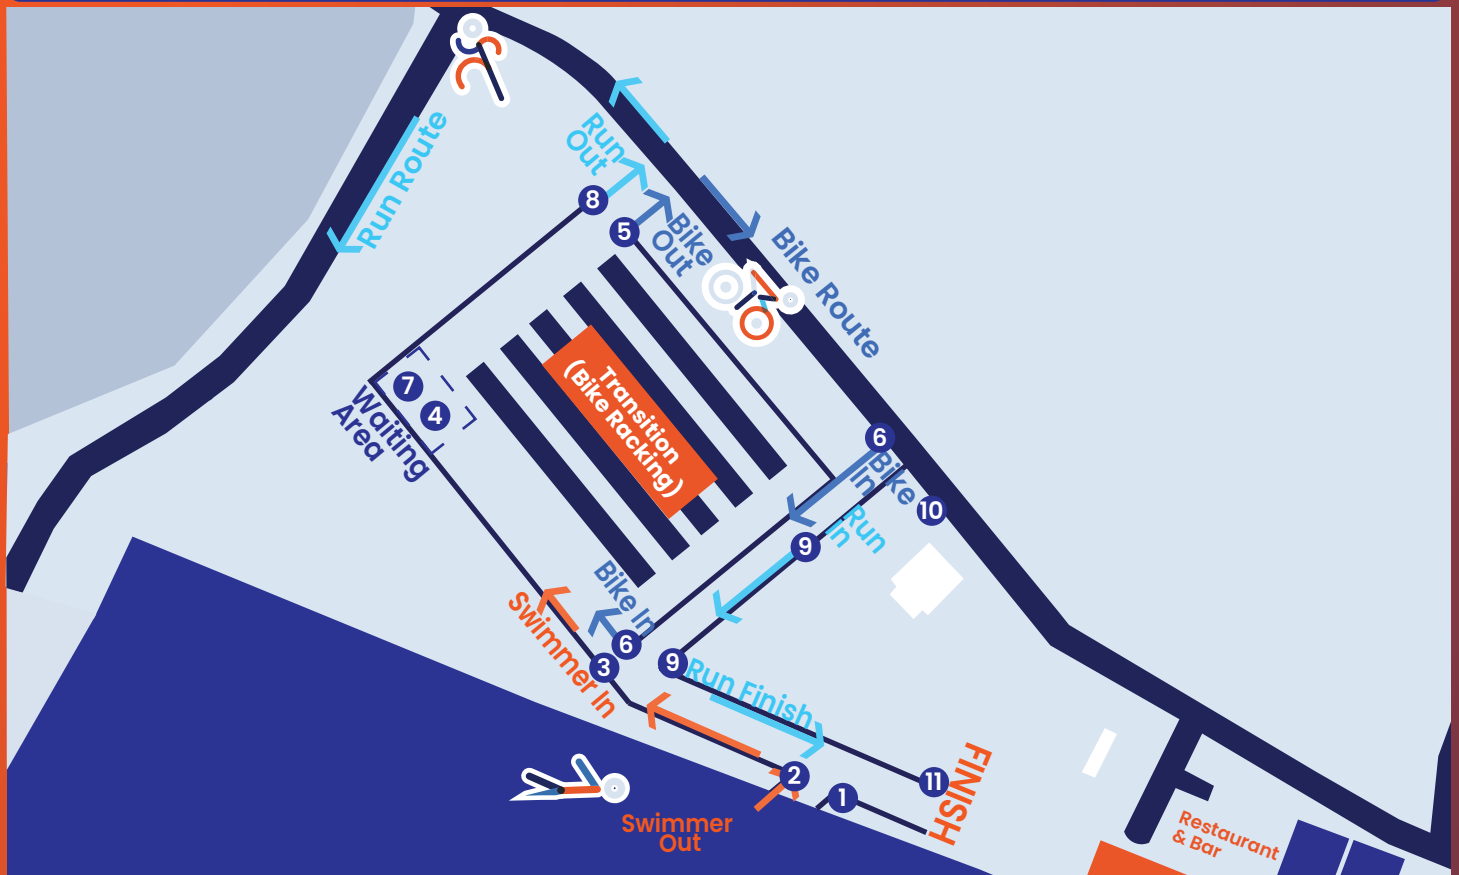 Run Route
Run
Out
8
5
Bike
Out
Bike Route
7
4
Waiting
Area
Transition
(Bike Racking)
6
Bike
In
10
Run
In
9
Bike In
Swimmer In
6
3
9
Run Finish
2
1
11
FINISH
Swimmer
Out
Restaurant
& Bar